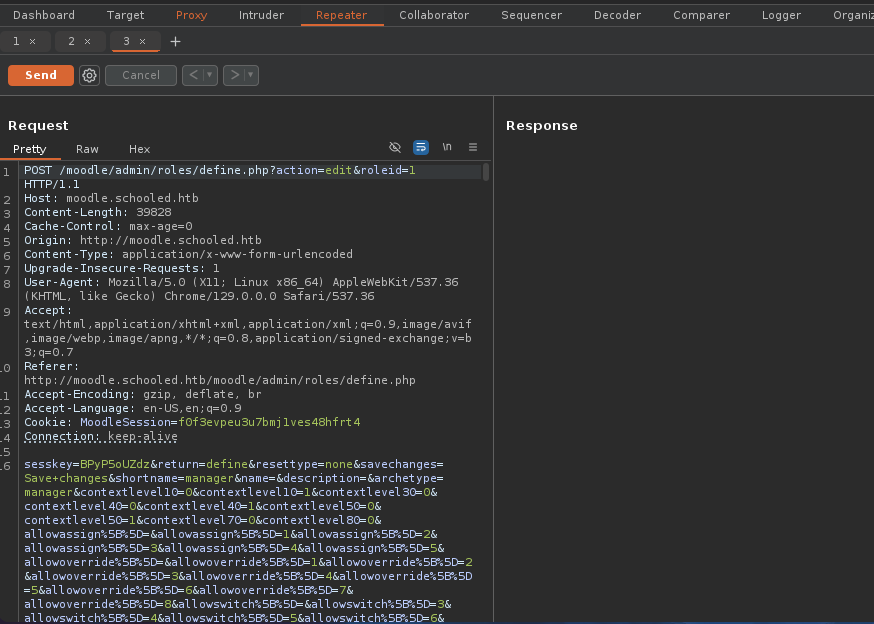 Dashboard Target Proxy Intruder Repeater Collaborator Sequencer Decoder Comparer Logger Organiz
1 × 2 × 3 × +
Send Cancel < > 
Request
Response
Pretty Raw Hex \n
1 POST /moodle/admin/roles/define.php?action=edit&roleid=1
HTTP/1.1
2 Host: moodle.schooled.htb
3 Content-Length: 39828
4 Cache-Control: max-age=0
5 Origin: http://moodle.schooled.htb
6 Content-Type: application/x-www-form-urlencoded
7 Upgrade-Insecure-Requests: 1
8 User-Agent: Mozilla/5.0 (X11; Linux x86_64) AppleWebKit/537.36
(KHTML, like Gecko) Chrome/129.0.0.0 Safari/537.36
9 Accept:
text/html,application/xhtml+xml,application/xml;q=0.9,image/avif
,image/webp,image/apng,*/*;q=0.8,application/signed-exchange;v=b
3;q=0.7
10 Referer:
http://moodle.schooled.htb/moodle/admin/roles/define.php
11 Accept-Encoding: gzip, deflate, br
12 Accept-Language: en-US,en;q=0.9
13 Cookie: MoodleSession=f0f3evpeu3u7bmj1ves48hfrt4
14 Connection: keep-alive
15
16 sesskey=BPyP5oUZdz&return=define&resettype=none&savechanges=
Save+changes&shortname=manager&name=&description=&archetype=
manager&contextlevel10=0&contextlevel10=1&contextlevel30=0&
contextlevel40=0&contextlevel40=1&contextlevel50=0&
contextlevel50=1&contextlevel70=0&contextlevel80=0&
allowassign%5B%5D=&allowassign%5B%5D=1&allowassign%5B%5D=2&
allowassign%5B%5D=3&allowassign%5B%5D=4&allowassign%5B%5D=5&
allowoverride%5B%5D=&allowoverride%5B%5D=1&allowoverride%5B%5D=2
&allowoverride%5B%5D=3&allowoverride%5B%5D=4&allowoverride%5B%5D
=5&allowoverride%5B%5D=6&allowoverride%5B%5D=7&
allowoverride%5B%5D=8&allowswitch%5B%5D=&allowswitch%5B%5D=3&
allowswitch%5B%5D=4&allowswitch%5B%5D=5&allowswitch%5B%5D=6&